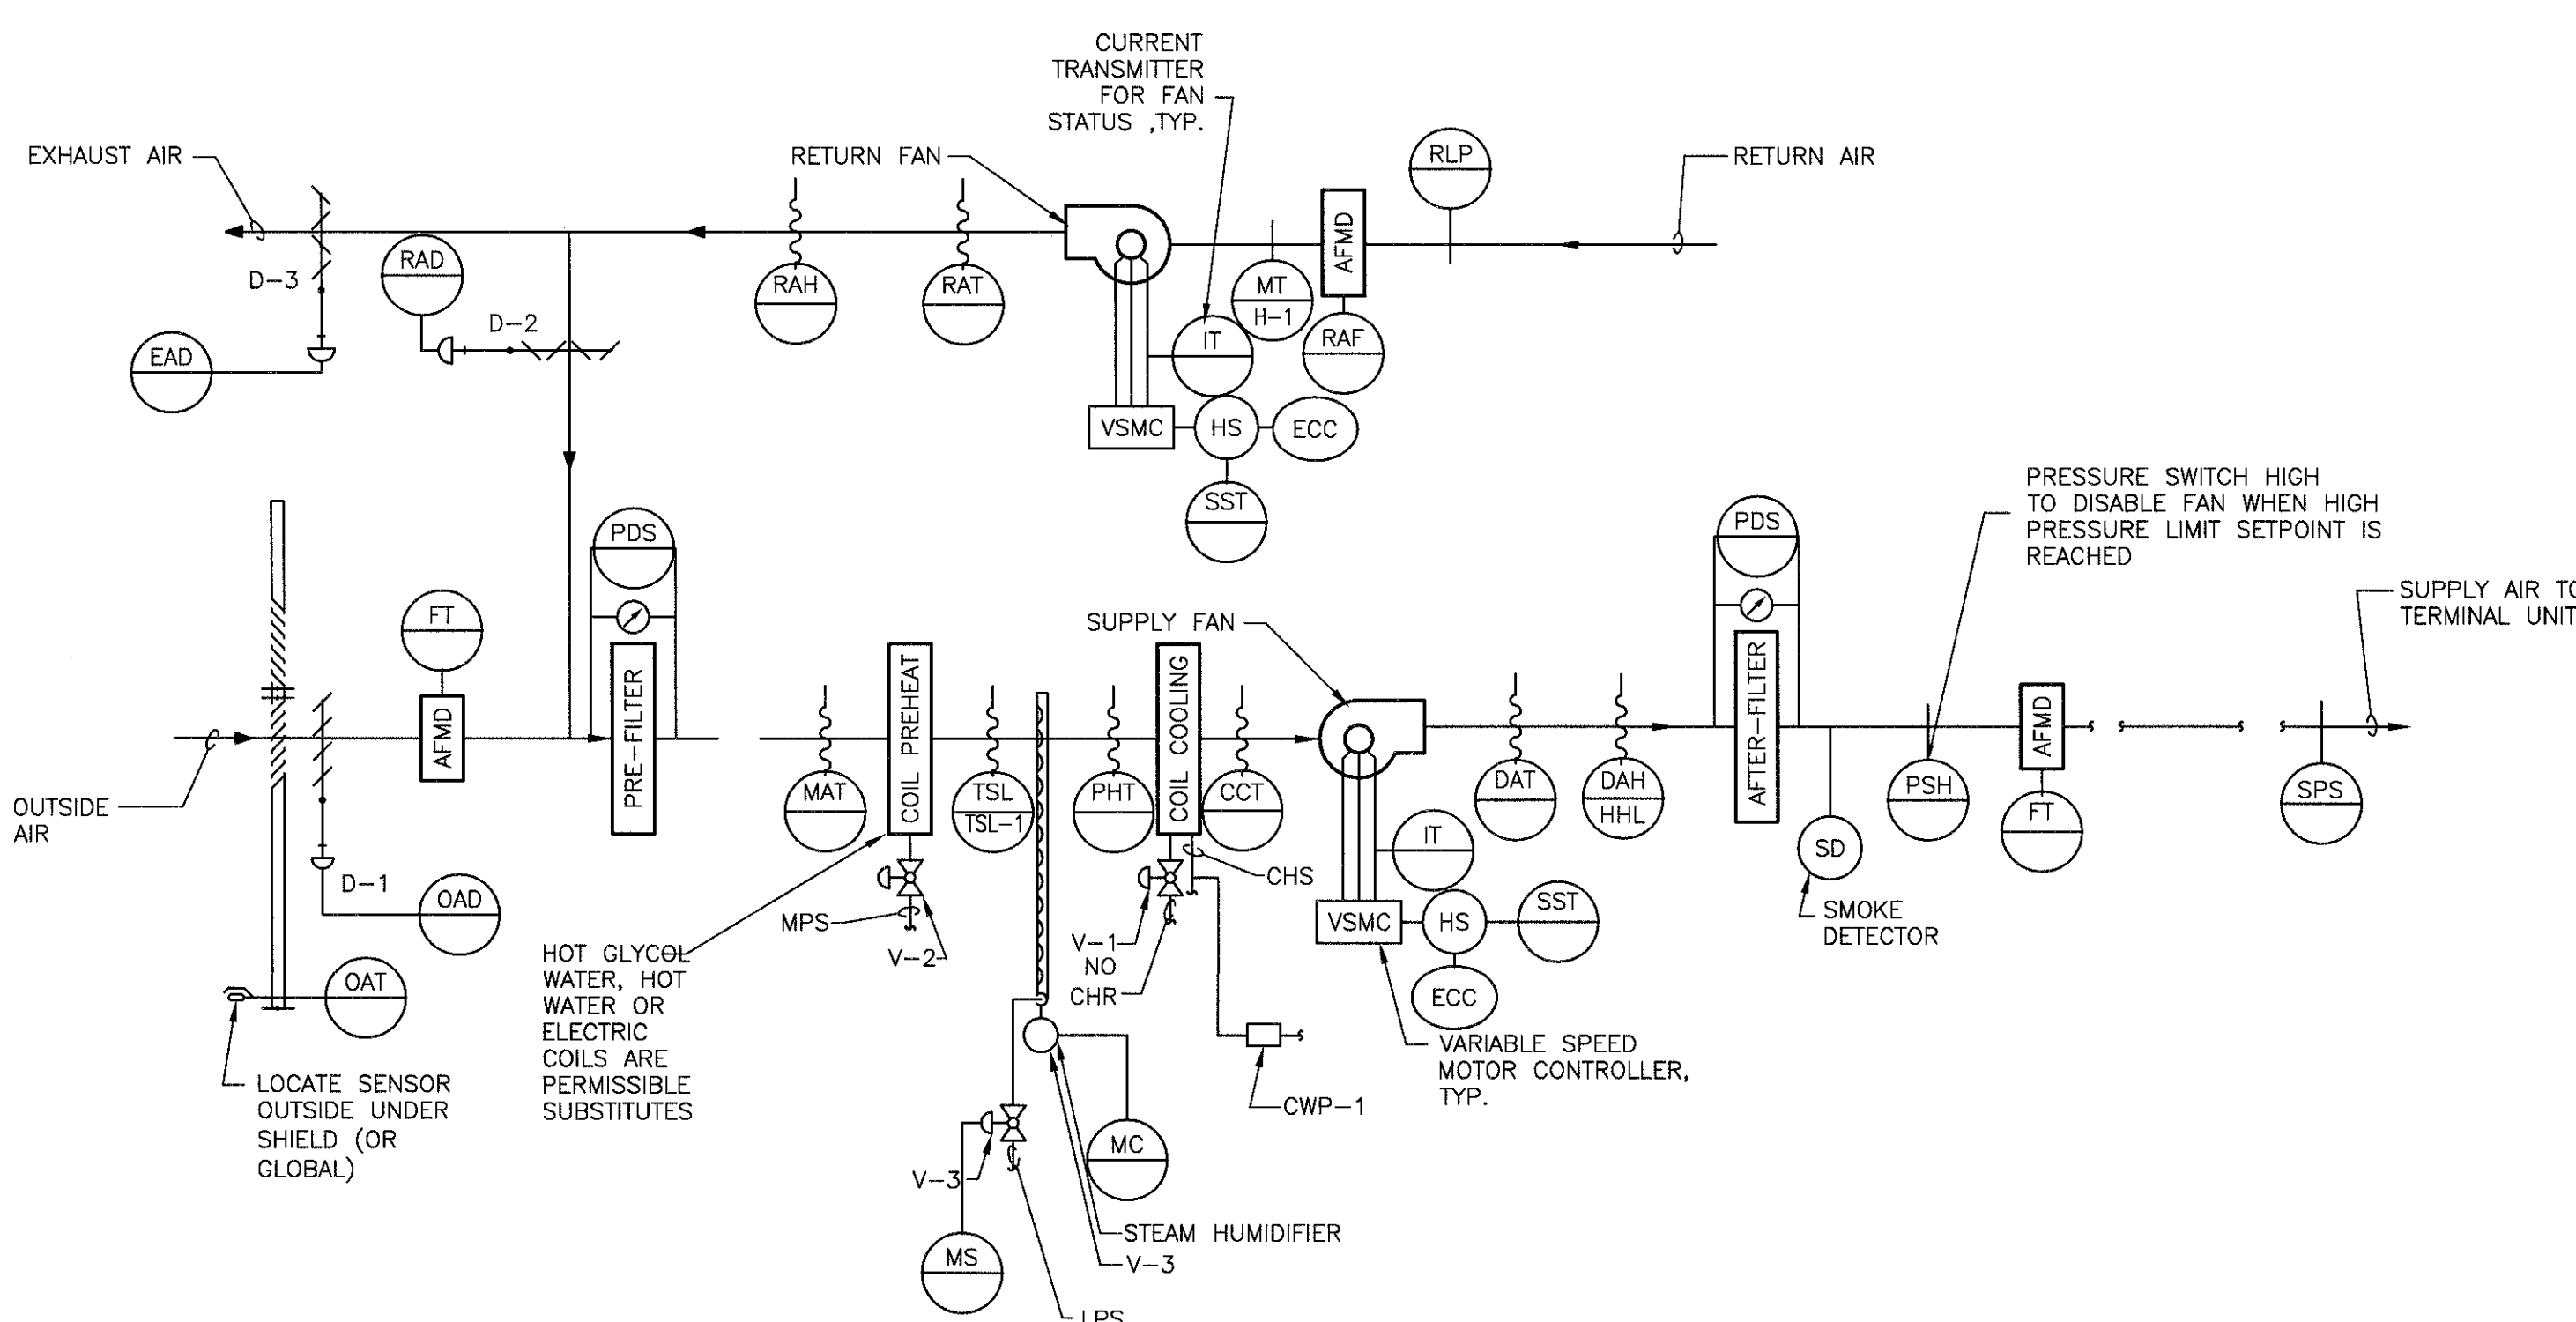 CURRENT
TRANSMITTER
FOR FAN
STATUS ,TYP.
EXHAUST AIR
RETURN FAN
RLP
RETURN AIR
AFMD
RAD
D-3
RAH
RAT
MT
H-1
D-2
IT
RAF
EAD
VSMC
HS
ECC
SST
PRESSURE SWITCH HIGH
TO DISABLE FAN WHEN HIGH
PRESSURE LIMIT SETPOINT IS
REACHED
PDS
PDS
FT
SUPPLY FAN
SUPPLY AIR TO
TERMINAL UNIT
AFMD
PRE-FILTER
COIL PREHEAT
COIL COOLING
AFTER-FILTER
AFMD
OUTSIDE
AIR
MAT
TSL
TSL-1
PHT
CCT
DAT
DAH
HHL
PSH
FT
SPS
IT
SD
D-1
OAD
CHS
MPS
V-2
V-1
NO
CHR
VSMC
HS
SST
SMOKE
DETECTOR
HOT GLYCOL
WATER, HOT
WATER OR
ELECTRIC
COILS ARE
PERMISSIBLE
SUBSTITUTES
OAT
ECC
LOCATE SENSOR
OUTSIDE UNDER
SHIELD (OR
GLOBAL)
VARIABLE SPEED
MOTOR CONTROLLER,
TYP.
CWP-1
MC
V-3
STEAM HUMIDIFIER
V-3
MS
LPS